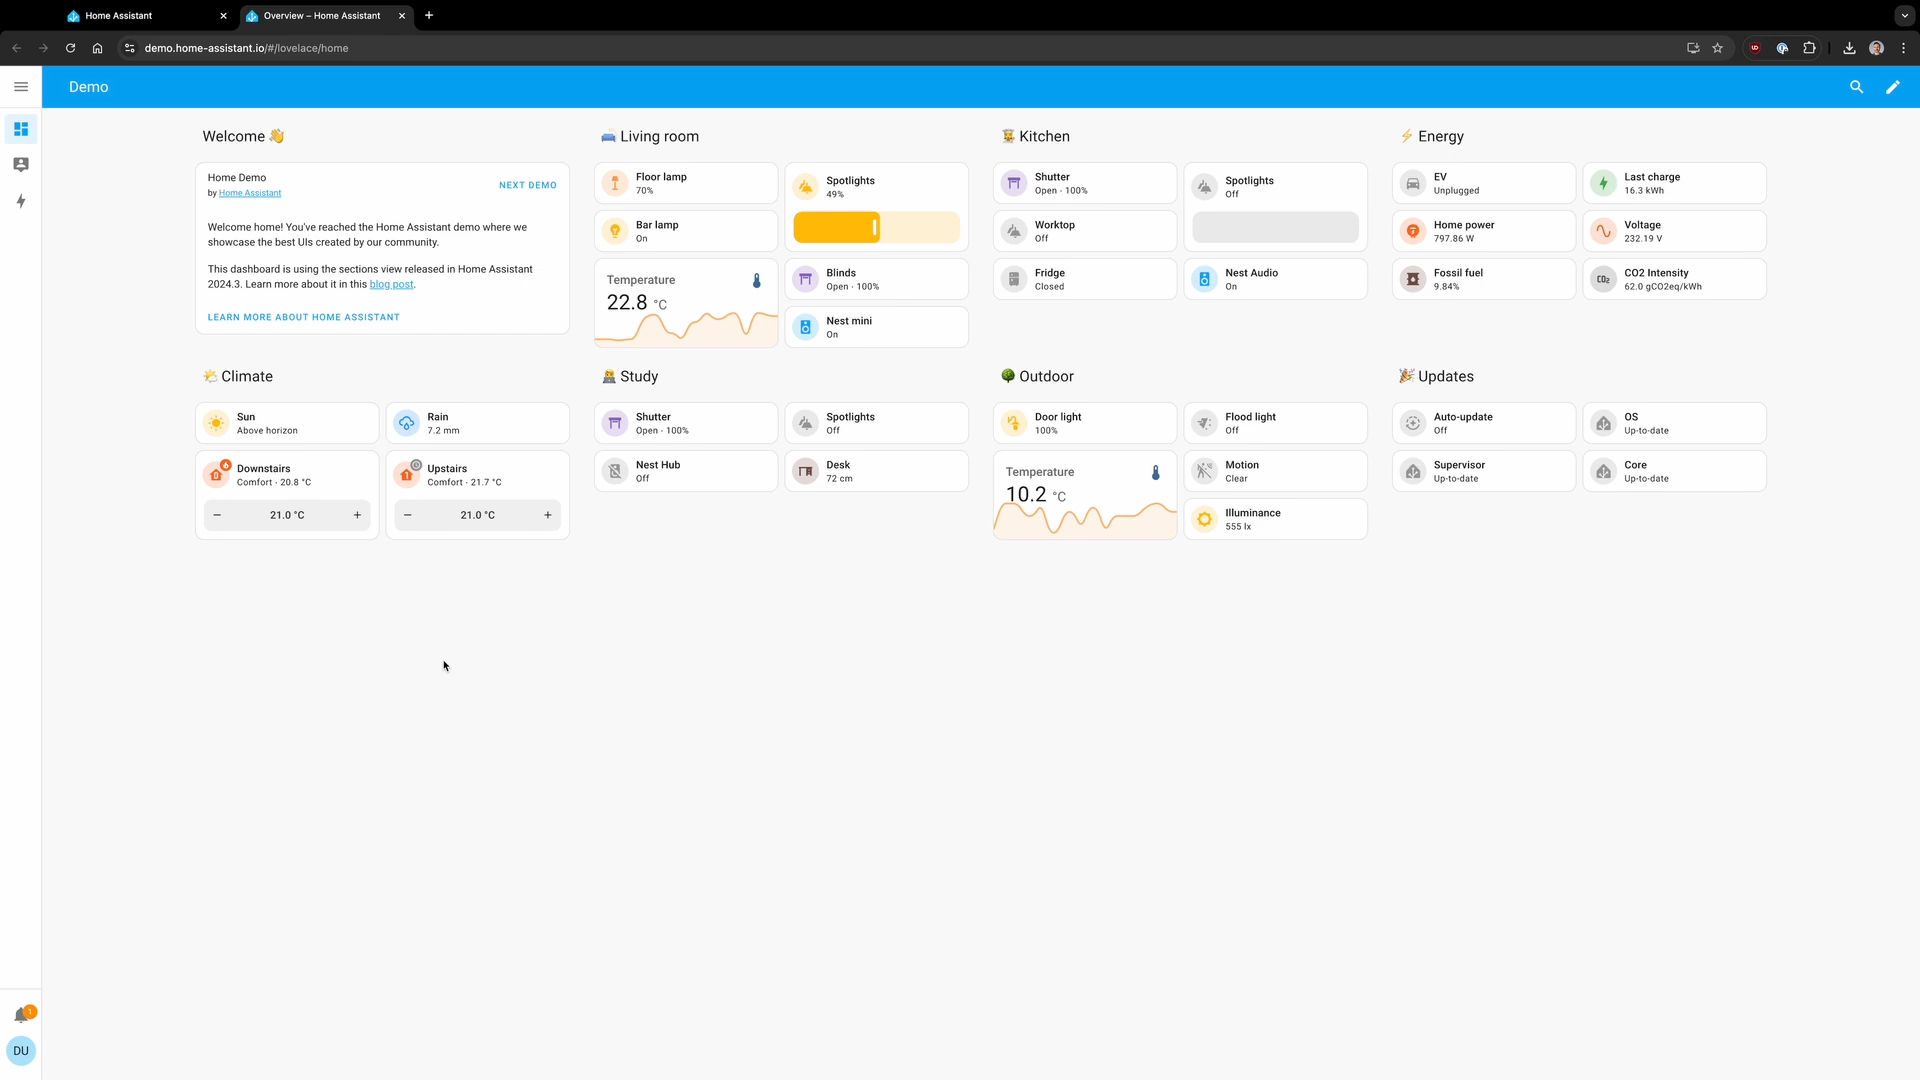 Home Assistant
Overview – Home Assistant
demo.home-assistant.io/#/lovelace/home
Demo
Welcome 👋
Home Demo
by Home Assistant
NEXT DEMO
Welcome home! You've reached the Home Assistant demo where we
showcase the best UIs created by our community.
This dashboard is using the sections view released in Home Assistant
2024.3. Learn more about it in this blog post.
LEARN MORE ABOUT HOME ASSISTANT
Living room
Floor lamp
70%
Spotlights
49%
Bar lamp
On
Temperature
22.8 °C
Blinds
Open · 100%
Nest mini
On
Kitchen
Shutter
Open · 100%
Spotlights
Off
Worktop
Off
Fridge
Closed
Nest Audio
On
Energy
EV
Unplugged
Last charge
16.3 kWh
Home power
797.86 W
Voltage
232.19 V
Fossil fuel
9.84%
CO2
CO2 Intensity
62.0 gCO2eq/kWh
Climate
Sun
Above horizon
Rain
7.2 mm
0
Downstairs
Comfort · 20.8 °C
− 21.0 °C +
1
Upstairs
Comfort · 21.7 °C
− 21.0 °C +
Study
Shutter
Open · 100%
Spotlights
Off
Nest Hub
Off
Desk
72 cm
Outdoor
Door light
100%
Flood light
Off
Temperature
10.2 °C
Motion
Clear
Illuminance
555 lx
Updates
Auto-update
Off
OS
Up-to-date
Supervisor
Up-to-date
Core
Up-to-date
1
DU